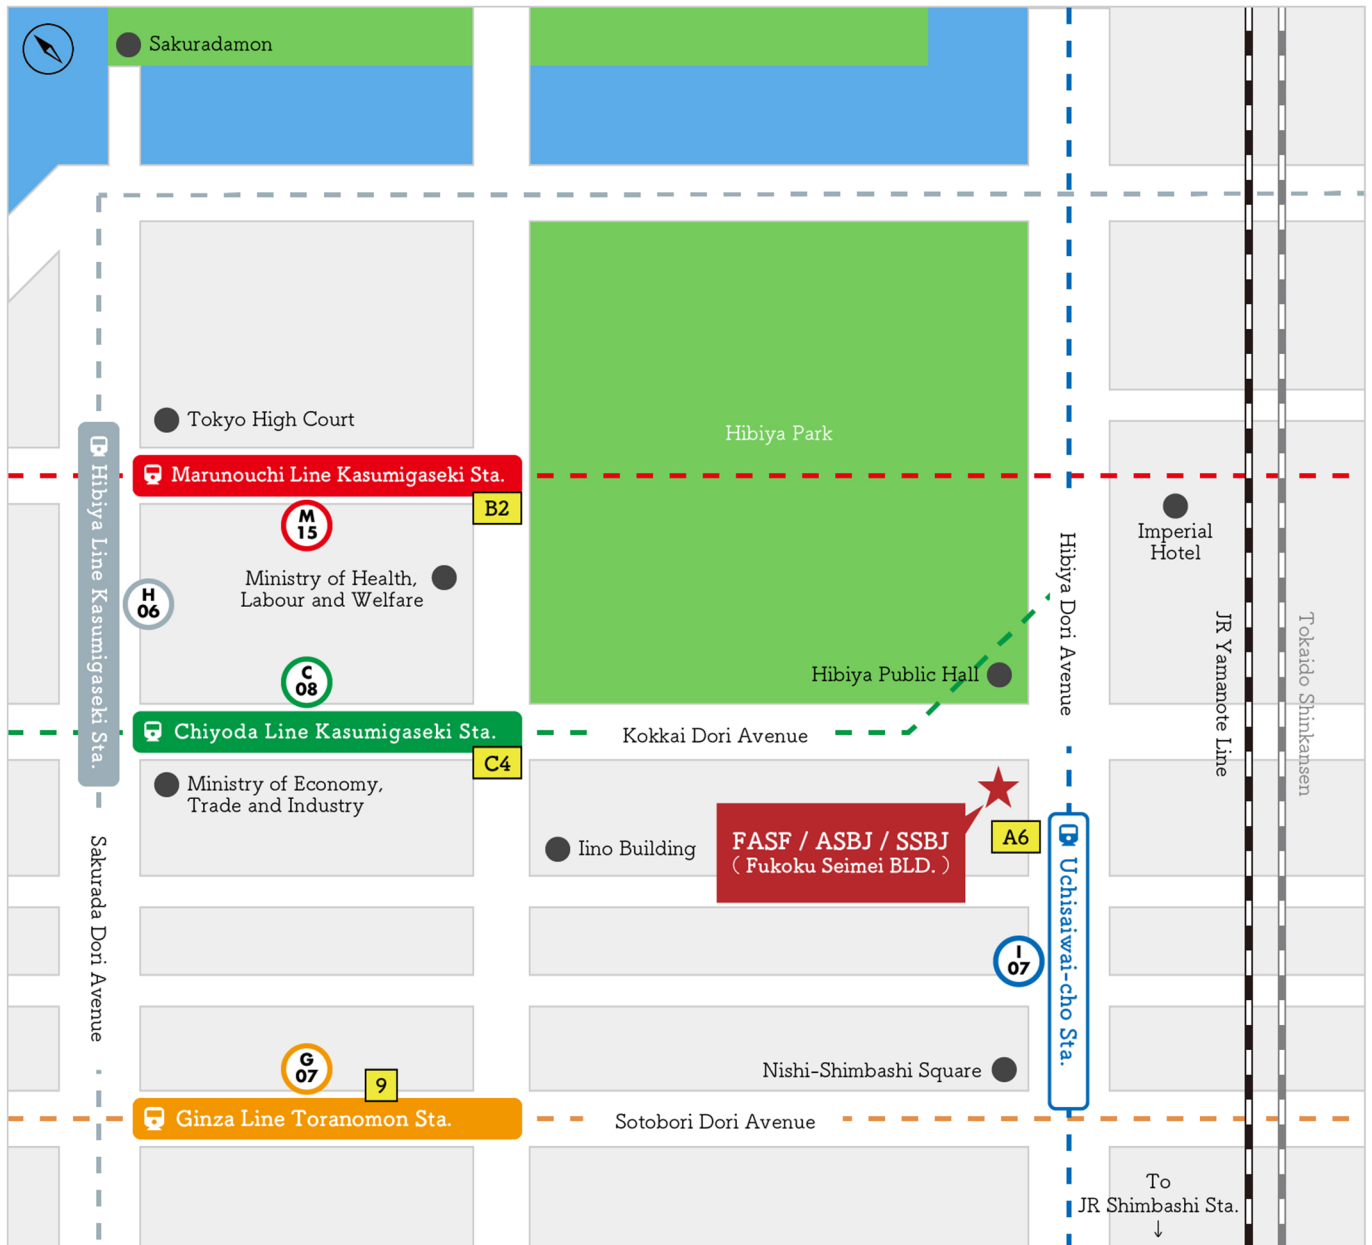 Sakuradamon
Tokyo High Court
Hibiya Park
Marunouchi Line Kasumigaseki Sta.
B2
M
15
Hibiya Line Kasumigaseki Sta.
H
06
Ministry of Health,
Labour and Welfare
Imperial
Hotel
Hibiya Dori Avenue
C
08
Hibiya Public Hall
JR Yamanote Line
Tokaido Shinkansen
Chiyoda Line Kasumigaseki Sta.
C4
Kokkai Dori Avenue
Ministry of Economy,
Trade and Industry
Iino Building
FASF / ASBJ / SSBJ
( Fukoku Seimei BLD. )
A6
Uchisaiwai-cho Sta.
I
07
Sakurada Dori Avenue
G
07
9
Nishi-Shimbashi Square
Ginza Line Toranomon Sta.
Sotobori Dori Avenue
To
JR Shimbashi Sta.
↓